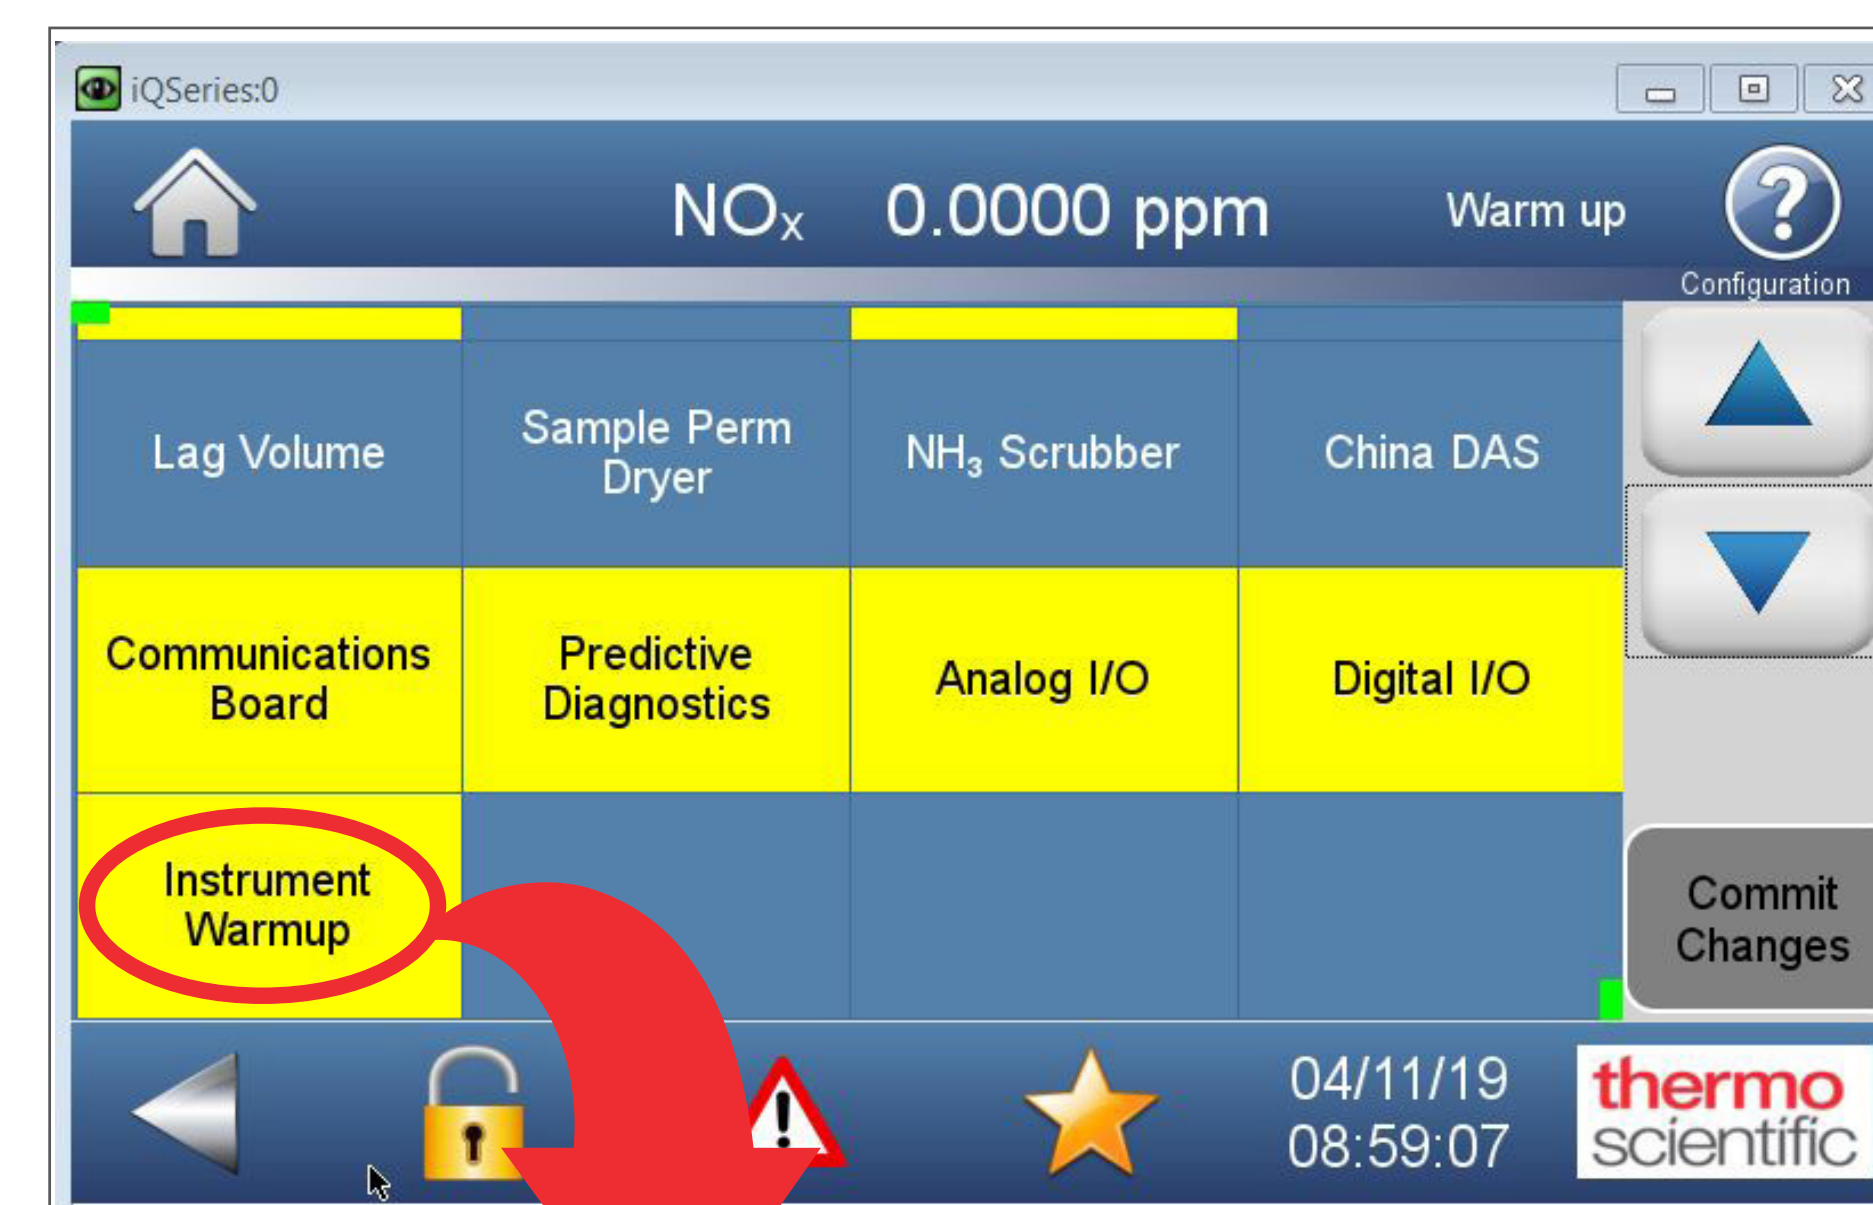 iQSeries:0
NOₓ 0.0000 ppm Warm up ?
Configuration
Lag Volume
Sample Perm
Dryer
NH₃ Scrubber
China DAS
Communications
Board
Predictive
Diagnostics
Analog I/O
Digital I/O
Instrument
Warmup
Commit
Changes
!
04/11/19
08:59:07
thermo
scientific